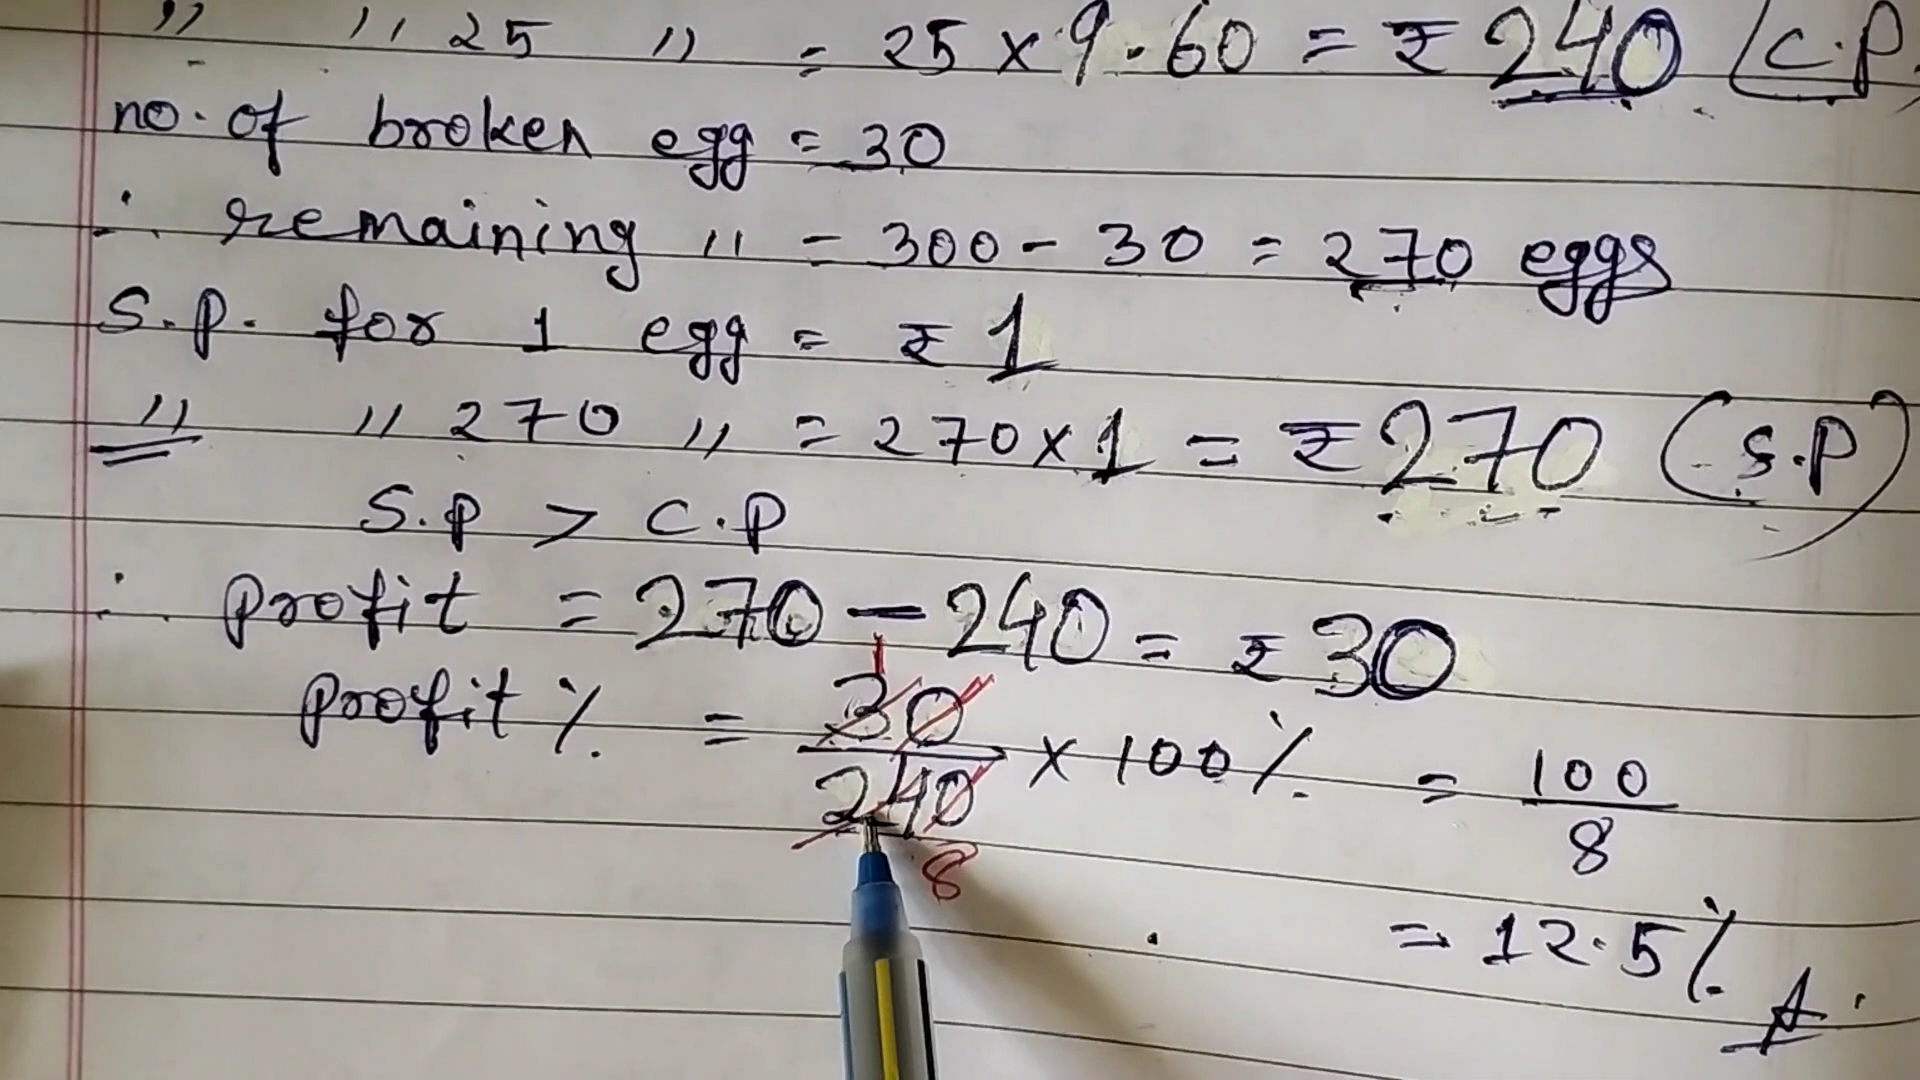 " " 25 " = 25 × 9.60 = ₹ 240 (C.P.
no. of broken egg = 30
∴ remaining " = 300 - 30 = 270 eggs
S.P. for 1 egg = ₹ 1
" " 270 " = 270 × 1 = ₹ 270 (S.P)
S.P > C.P
∴ profit = 270 - 240 = ₹ 30
1
profit % = 30/240 × 100 % = 100/8
8
= 12.5 % A